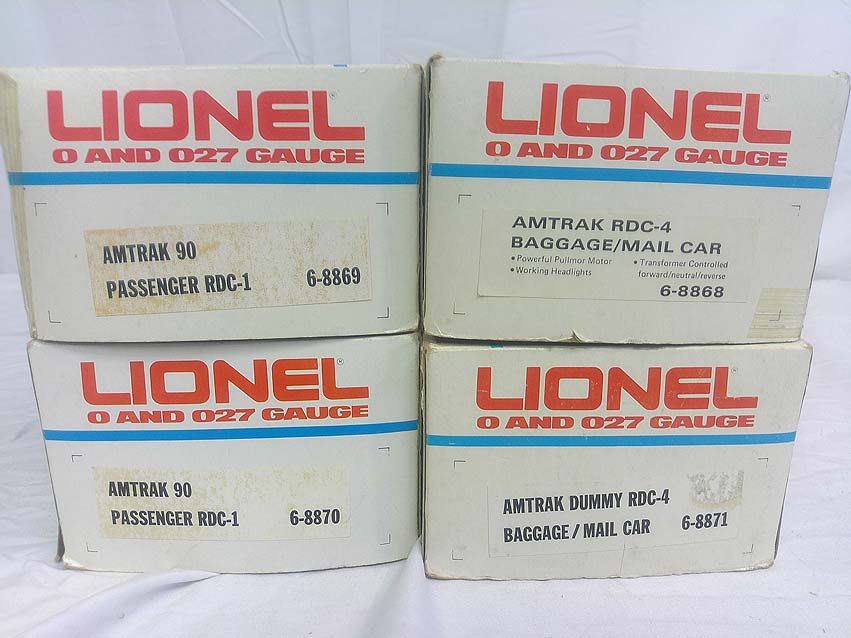 LIONEL®
O AND O27 GAUGE
AMTRAK 90
PASSENGER RDC-1 6-8869
LIONEL®
O AND O27 GAUGE
AMTRAK RDC-4
BAGGAGE/MAIL CAR
• Powerful Pullmor Motor • Transformer Controlled
• Working Headlights forward/neutral/reverse
6-8868
LIONEL®
O AND O27 GAUGE
AMTRAK 90
PASSENGER RDC-1 6-8870
LIONEL®
O AND O27 GAUGE
AMTRAK DUMMY RDC-4
BAGGAGE/MAIL CAR 6-8871